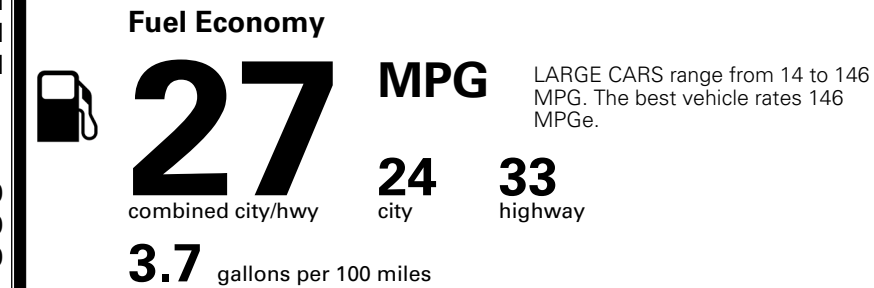 Fuel Economy
27 MPG
LARGE CARS range from 14 to 146
MPG. The best vehicle rates 146
MPGe.
24 33
combined city/hwy city highway
3.7 gallons per 100 miles